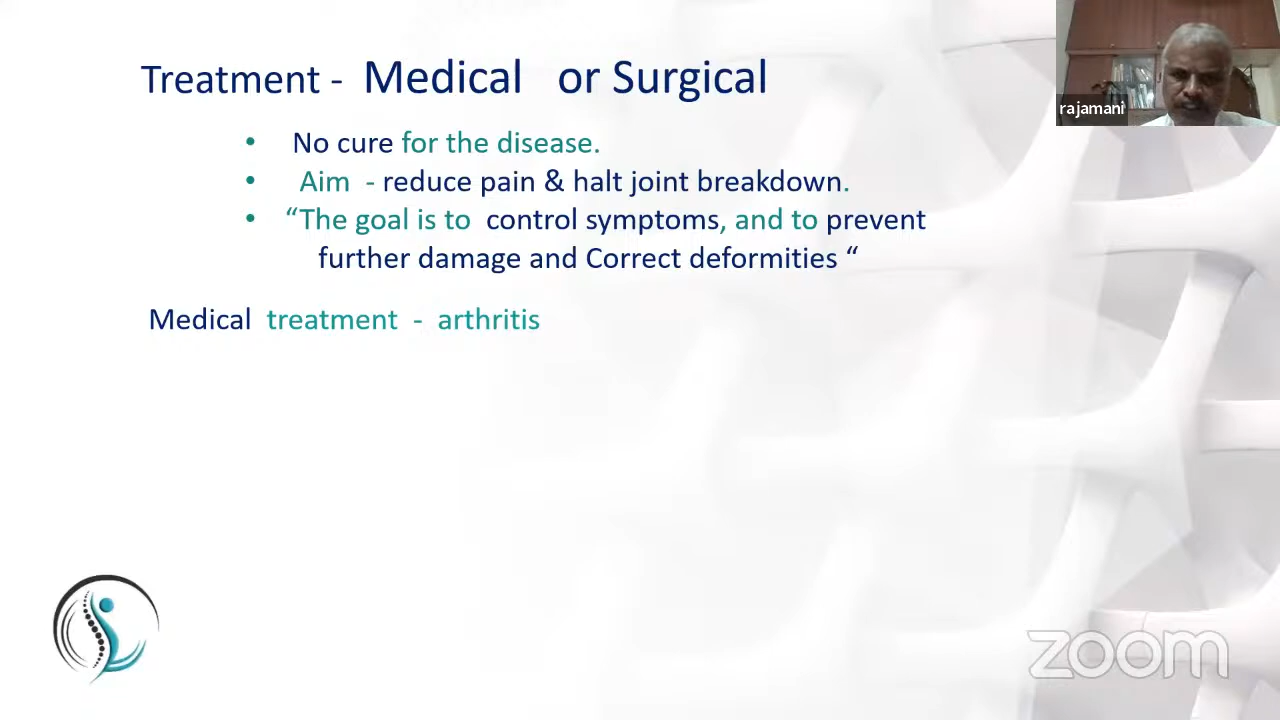 Treatment - Medical or Surgical
rajamani
• No cure for the disease.
• Aim - reduce pain & halt joint breakdown.
• “The goal is to control symptoms, and to prevent
further damage and Correct deformities “
Medical treatment - arthritis
zoom